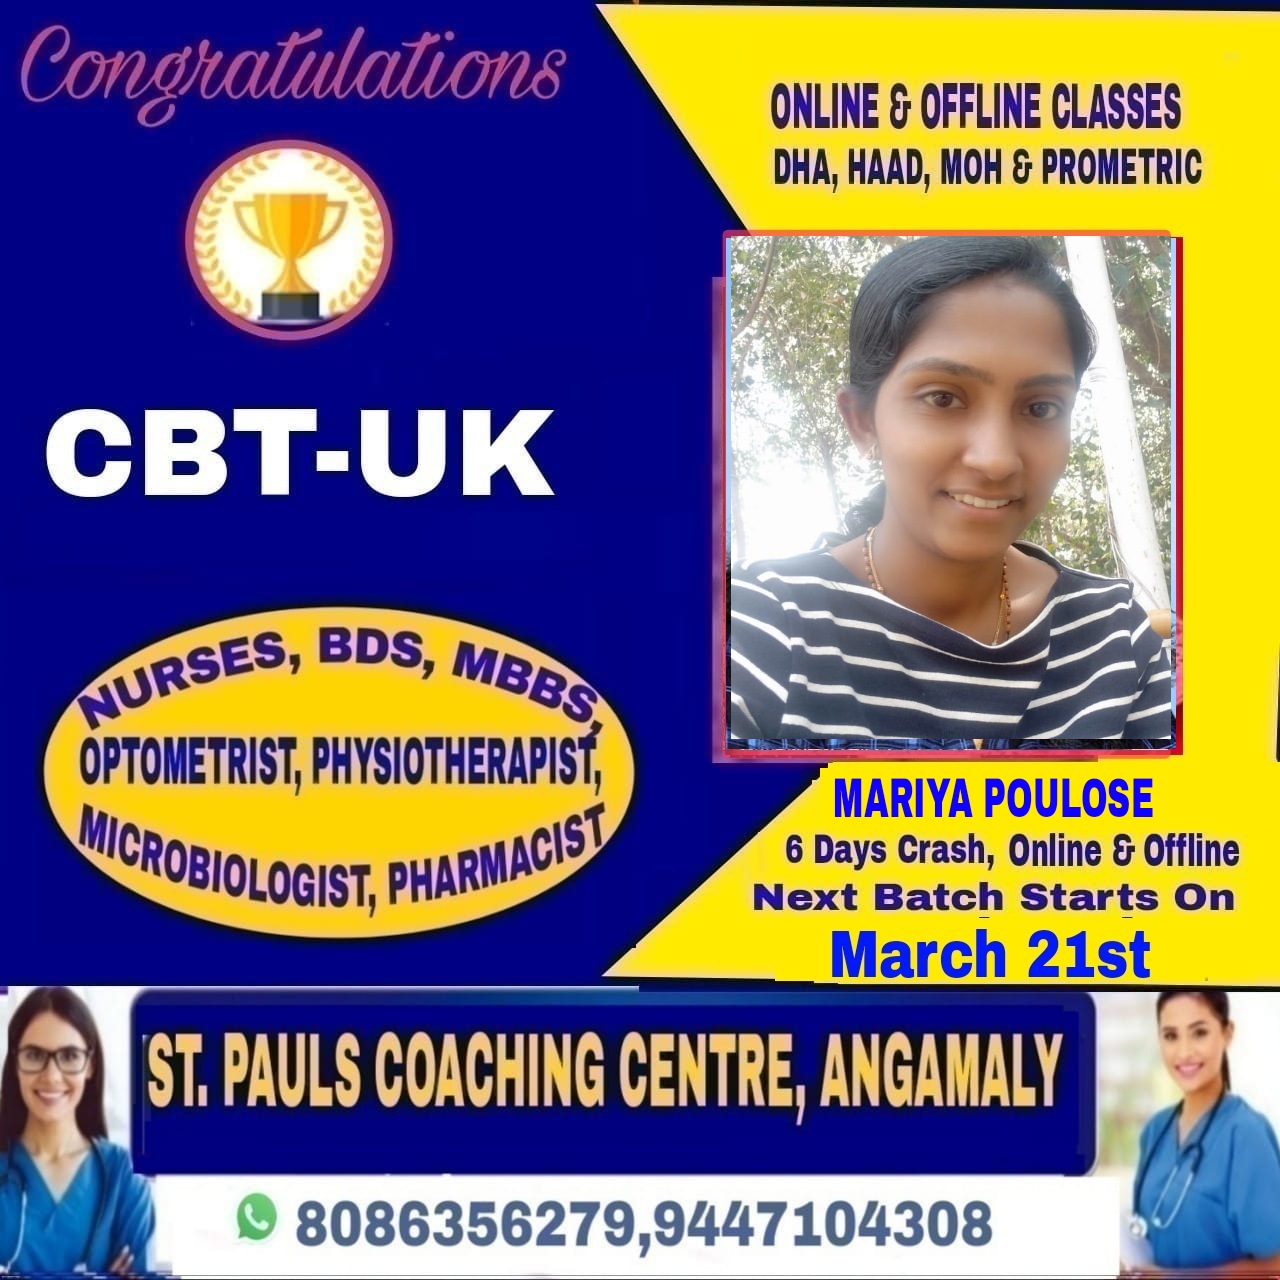 Congratulations
CBT-UK
NURSES, BDS, MBBS,
OPTOMETRIST, PHYSIOTHERAPIST,
MICROBIOLOGIST, PHARMACIST
ONLINE & OFFLINE CLASSES
DHA, HAAD, MOH & PROMETRIC
MARIYA POULOSE
6 Days Crash, Online & Offline
Next Batch Starts On
March 21st
ST. PAULS COACHING CENTRE, ANGAMALY
8086356279,9447104308